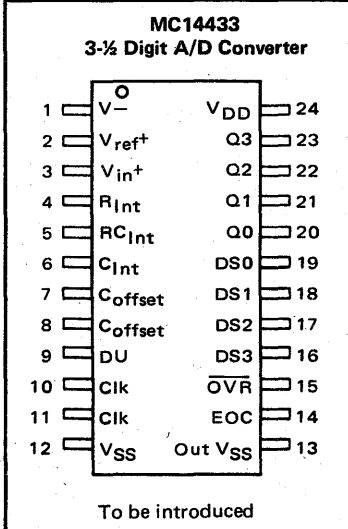 MC14433
3-½ Digit A/D Converter
1 V− VDD 24
2 Vref+ Q3 23
3 Vin+ Q2 22
4 RInt Q1 21
5 RCInt Q0 20
6 CInt DS0 19
7 Coffset DS1 18
8 Coffset DS2 17
9 DU DS3 16
10 Clk OVR 15
11 Clk EOC 14
12 VSS Out VSS 13
To be introduced